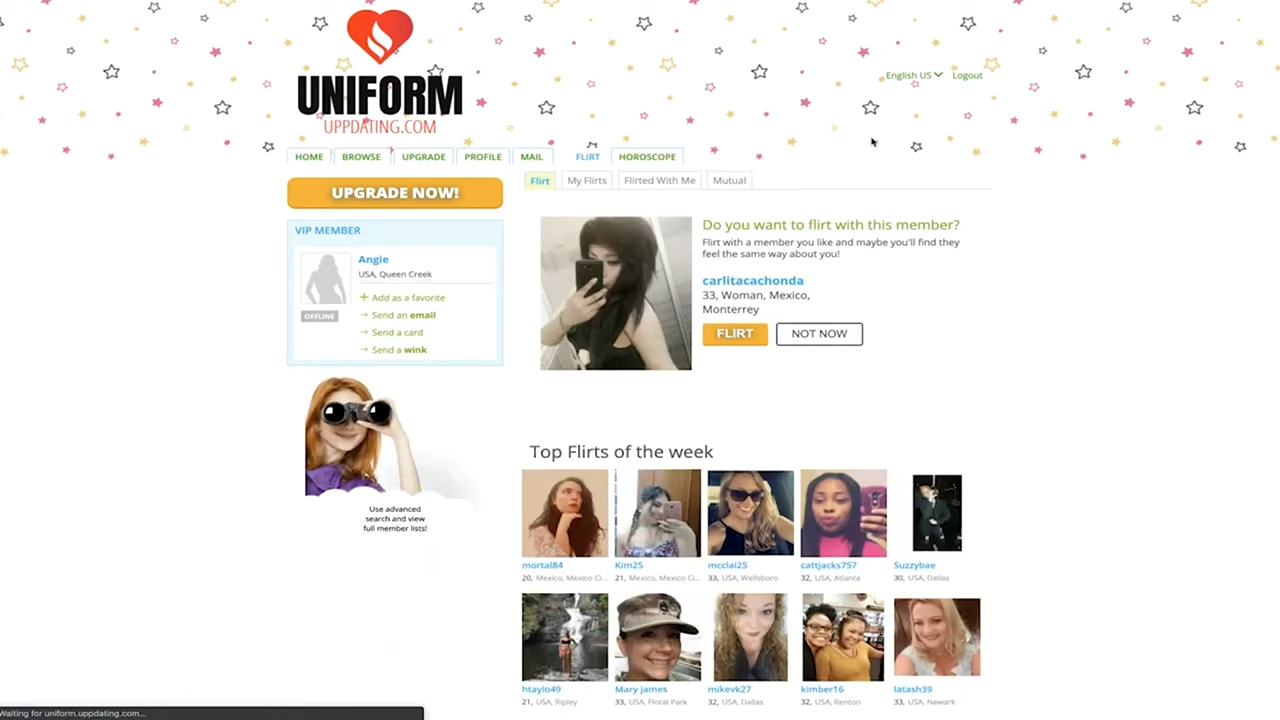 UNIFORM
UPPDATING.COM
English US
Logout
HOME
BROWSE
UPGRADE
PROFILE
MAIL
FLIRT
HOROSCOPE
UPGRADE NOW!
Flirt
My Flirts
Flirted With Me
Mutual
VIP MEMBER
Angie
USA, Queen Creek
+ Add as a favorite
→ Send an email
→ Send a card
→ Send a wink
OFFLINE
Do you want to flirt with this member?
Flirt with a member you like and maybe you'll find they
feel the same way about you!
carlitacachonda
33, Woman, Mexico,
Monterrey
FLIRT
NOT NOW
Use advanced
search and view
full member lists!
Top Flirts of the week
mortal84
20, Mexico, Mexico Ci...
Kim25
21, Mexico, Mexico Ci...
mcclai25
33, USA, Wellsboro
cattjacks757
32, USA, Atlanta
Suzzybae
30, USA, Dallas
htaylo49
21, USA, Ripley
Mary james
33, USA, Floral Park
mikevk27
32, USA, Dallas
kimber16
32, USA, Renton
latash39
33, USA, Newark
Waiting for uniform.uppdating.com...